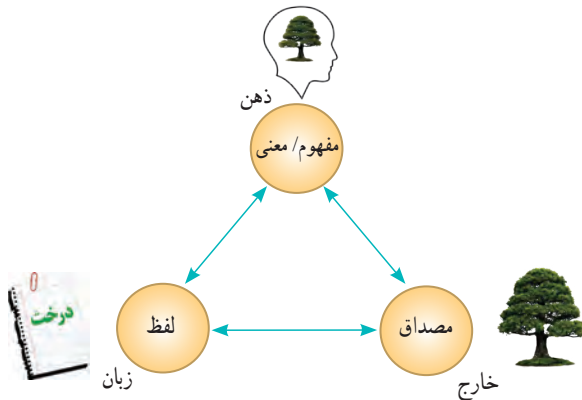 ذهن
مفهوم/ معنی
درخت
لفظ
زبان
مصداق
خارج